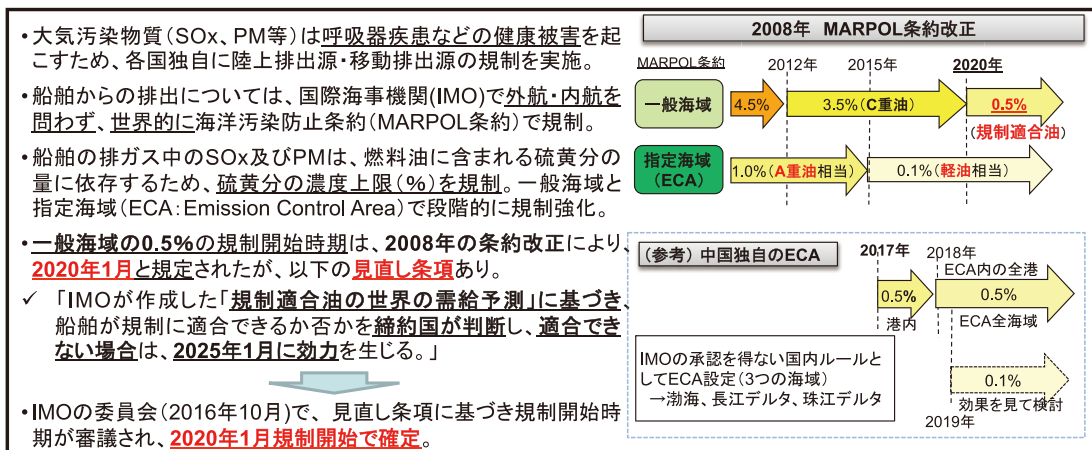 •大気汚染物質(SOx、PM等)は呼吸器疾患などの健康被害を起
こすため、各国独自に陸上排出源・移動排出源の規制を実施。
•船舶からの排出については、国際海事機関(IMO)で外航・内航を
問わず、世界的に海洋汚染防止条約(MARPOL条約)で規制。
•船舶の排ガス中のSOx及びPMは、燃料油に含まれる硫黄分の
量に依存するため、硫黄分の濃度上限(%)を規制。一般海域と
指定海域(ECA:Emission Control Area)で段階的に規制強化。
•一般海域の0.5%の規制開始時期は、2008年の条約改正により、
2020年1月と規定されたが、以下の見直し条項あり。
✓ 「IMOが作成した「規制適合油の世界の需給予測」に基づき、
船舶が規制に適合できるか否かを締約国が判断し、適合でき
ない場合は、2025年1月に効力を生じる。」
•IMOの委員会(2016年10月)で、見直し条項に基づき規制開始時
期が審議され、2020年1月規制開始で確定。
2008年 MARPOL条約改正
MARPOL条約 2012年 2015年 2020年
一般海域 4.5% 3.5%(C重油) 0.5%
(規制適合油)
指定海域
(ECA)
1.0%(A重油相当) 0.1%(軽油相当)
(参考)中国独自のECA
2017年 2018年
ECA内の全港
0.5% 0.5%
港内 ECA全海域
IMOの承認を得ない国内ルールと
してECA設定(3つの海域)
→渤海、長江デルタ、珠江デルタ
0.1%
効果を見て検討
2019年